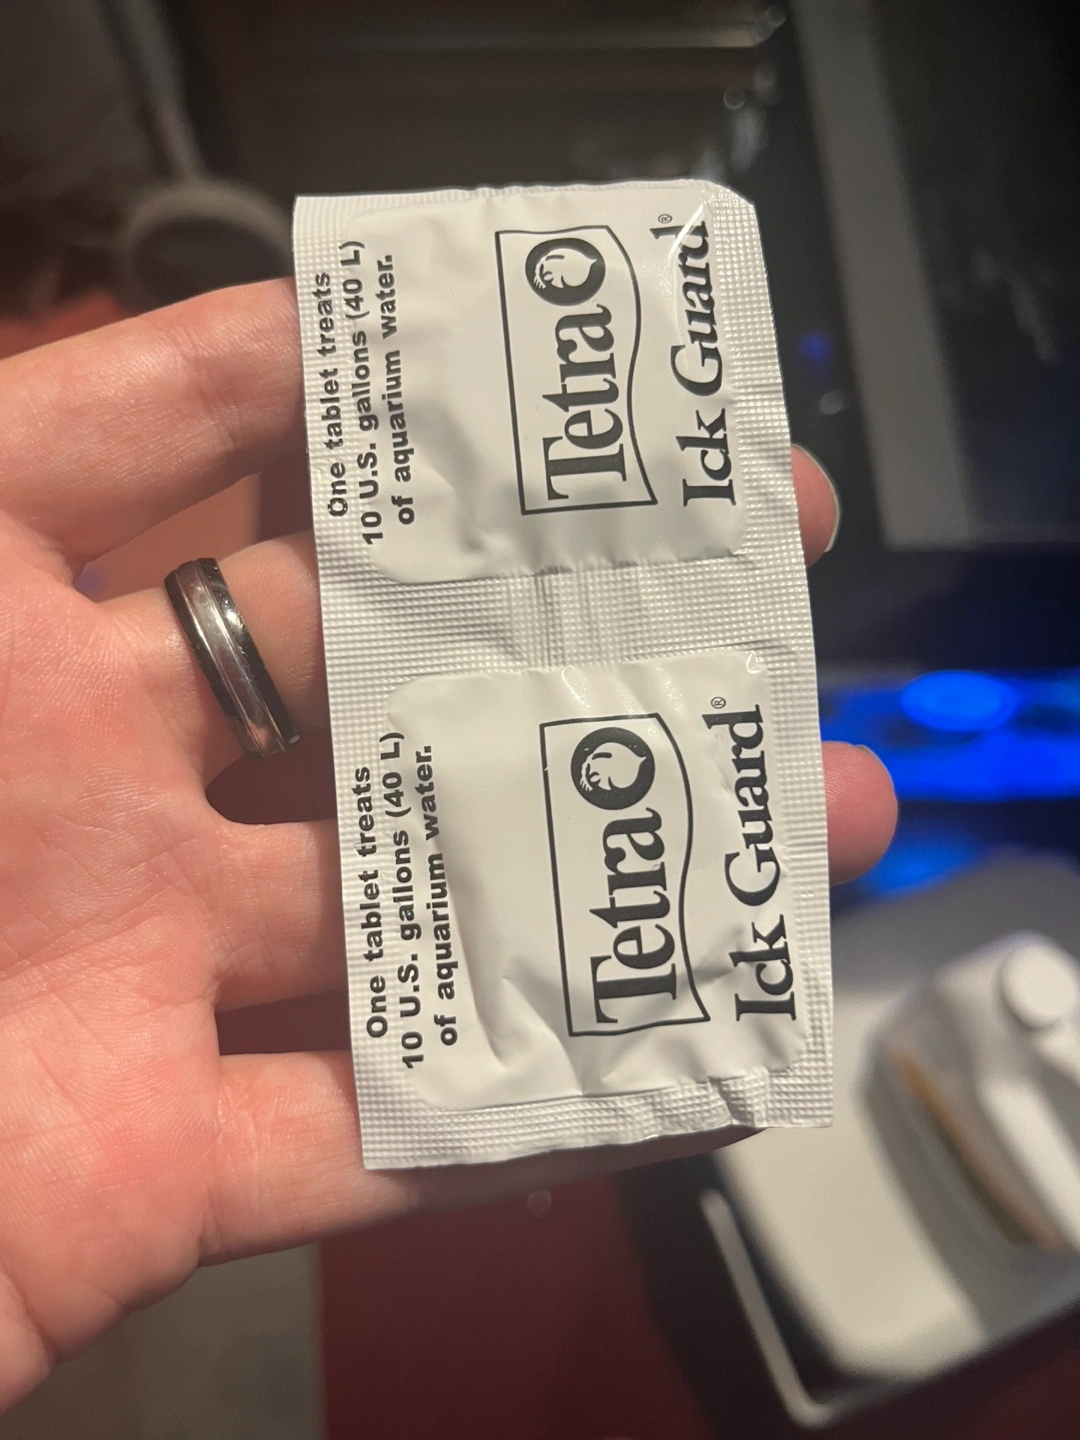 One tablet treats
10 U.S. gallons (40 L)
of aquarium water.
Tetra
Ick Guard®
One tablet treats
10 U.S. gallons (40 L)
of aquarium water.
Tetra
Ick Guard®